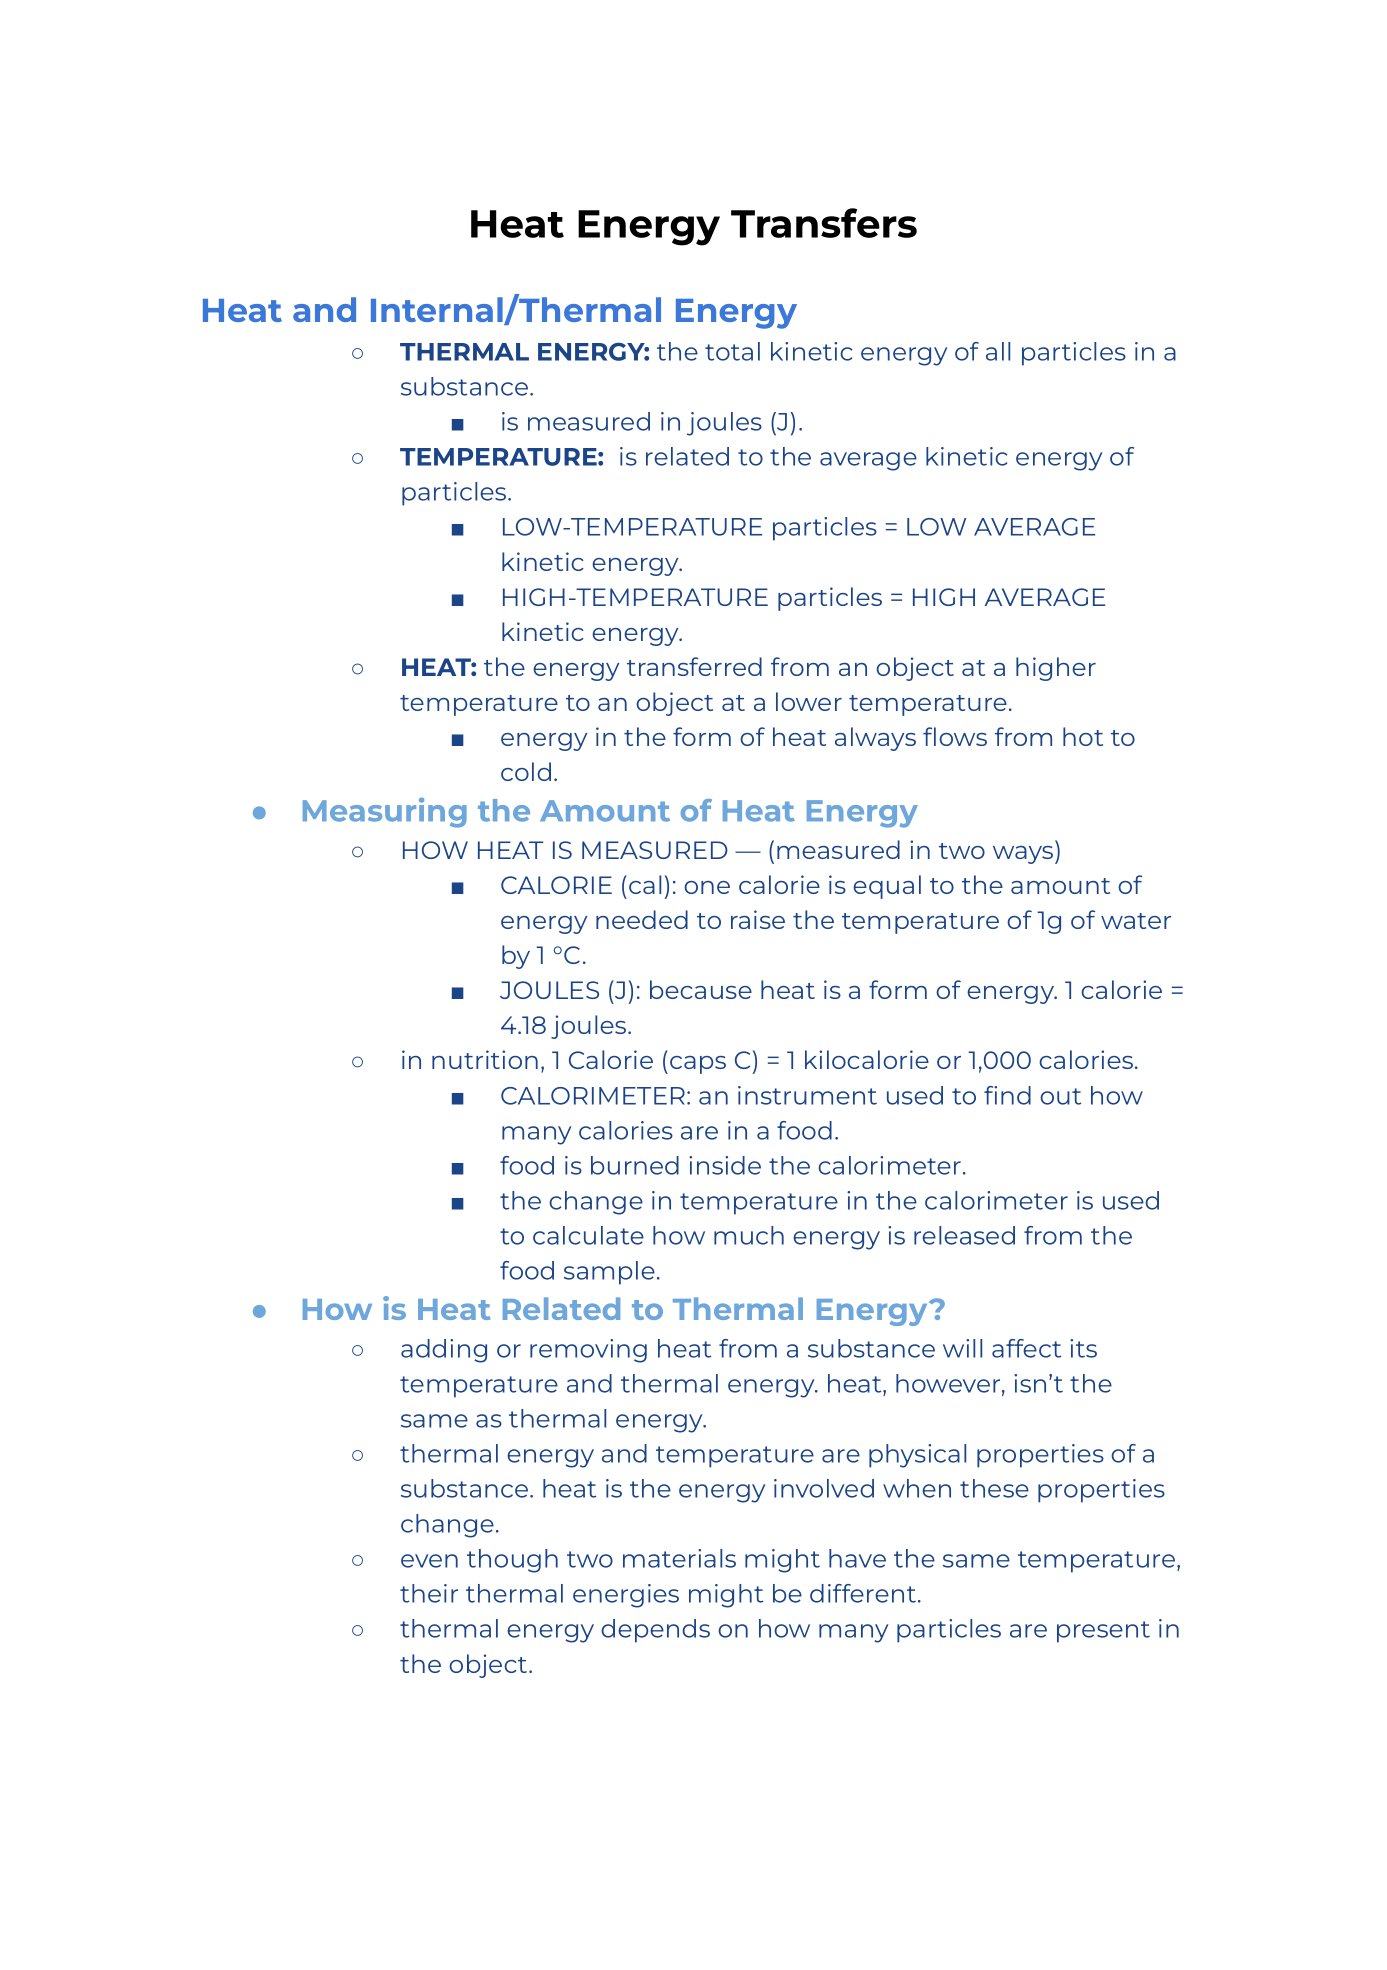 Heat Energy Transfers
Heat and Internal/Thermal Energy
○ THERMAL ENERGY: the total kinetic energy of all particles in a
substance.
■ is measured in joules (J).
○ TEMPERATURE: is related to the average kinetic energy of
particles.
■ LOW-TEMPERATURE particles = LOW AVERAGE
kinetic energy.
■ HIGH-TEMPERATURE particles = HIGH AVERAGE
kinetic energy.
○ HEAT: the energy transferred from an object at a higher
temperature to an object at a lower temperature.
■ energy in the form of heat always flows from hot to
cold.
● Measuring the Amount of Heat Energy
○ HOW HEAT IS MEASURED — (measured in two ways)
■ CALORIE (cal): one calorie is equal to the amount of
energy needed to raise the temperature of 1g of water
by 1 °C.
■ JOULES (J): because heat is a form of energy. 1 calorie =
4.18 joules.
○ in nutrition, 1 Calorie (caps C) = 1 kilocalorie or 1,000 calories.
■ CALORIMETER: an instrument used to find out how
many calories are in a food.
■ food is burned inside the calorimeter.
■ the change in temperature in the calorimeter is used
to calculate how much energy is released from the
food sample.
● How is Heat Related to Thermal Energy?
○ adding or removing heat from a substance will affect its
temperature and thermal energy. heat, however, isn’t the
same as thermal energy.
○ thermal energy and temperature are physical properties of a
substance. heat is the energy involved when these properties
change.
○ even though two materials might have the same temperature,
their thermal energies might be different.
○ thermal energy depends on how many particles are present in
the object.